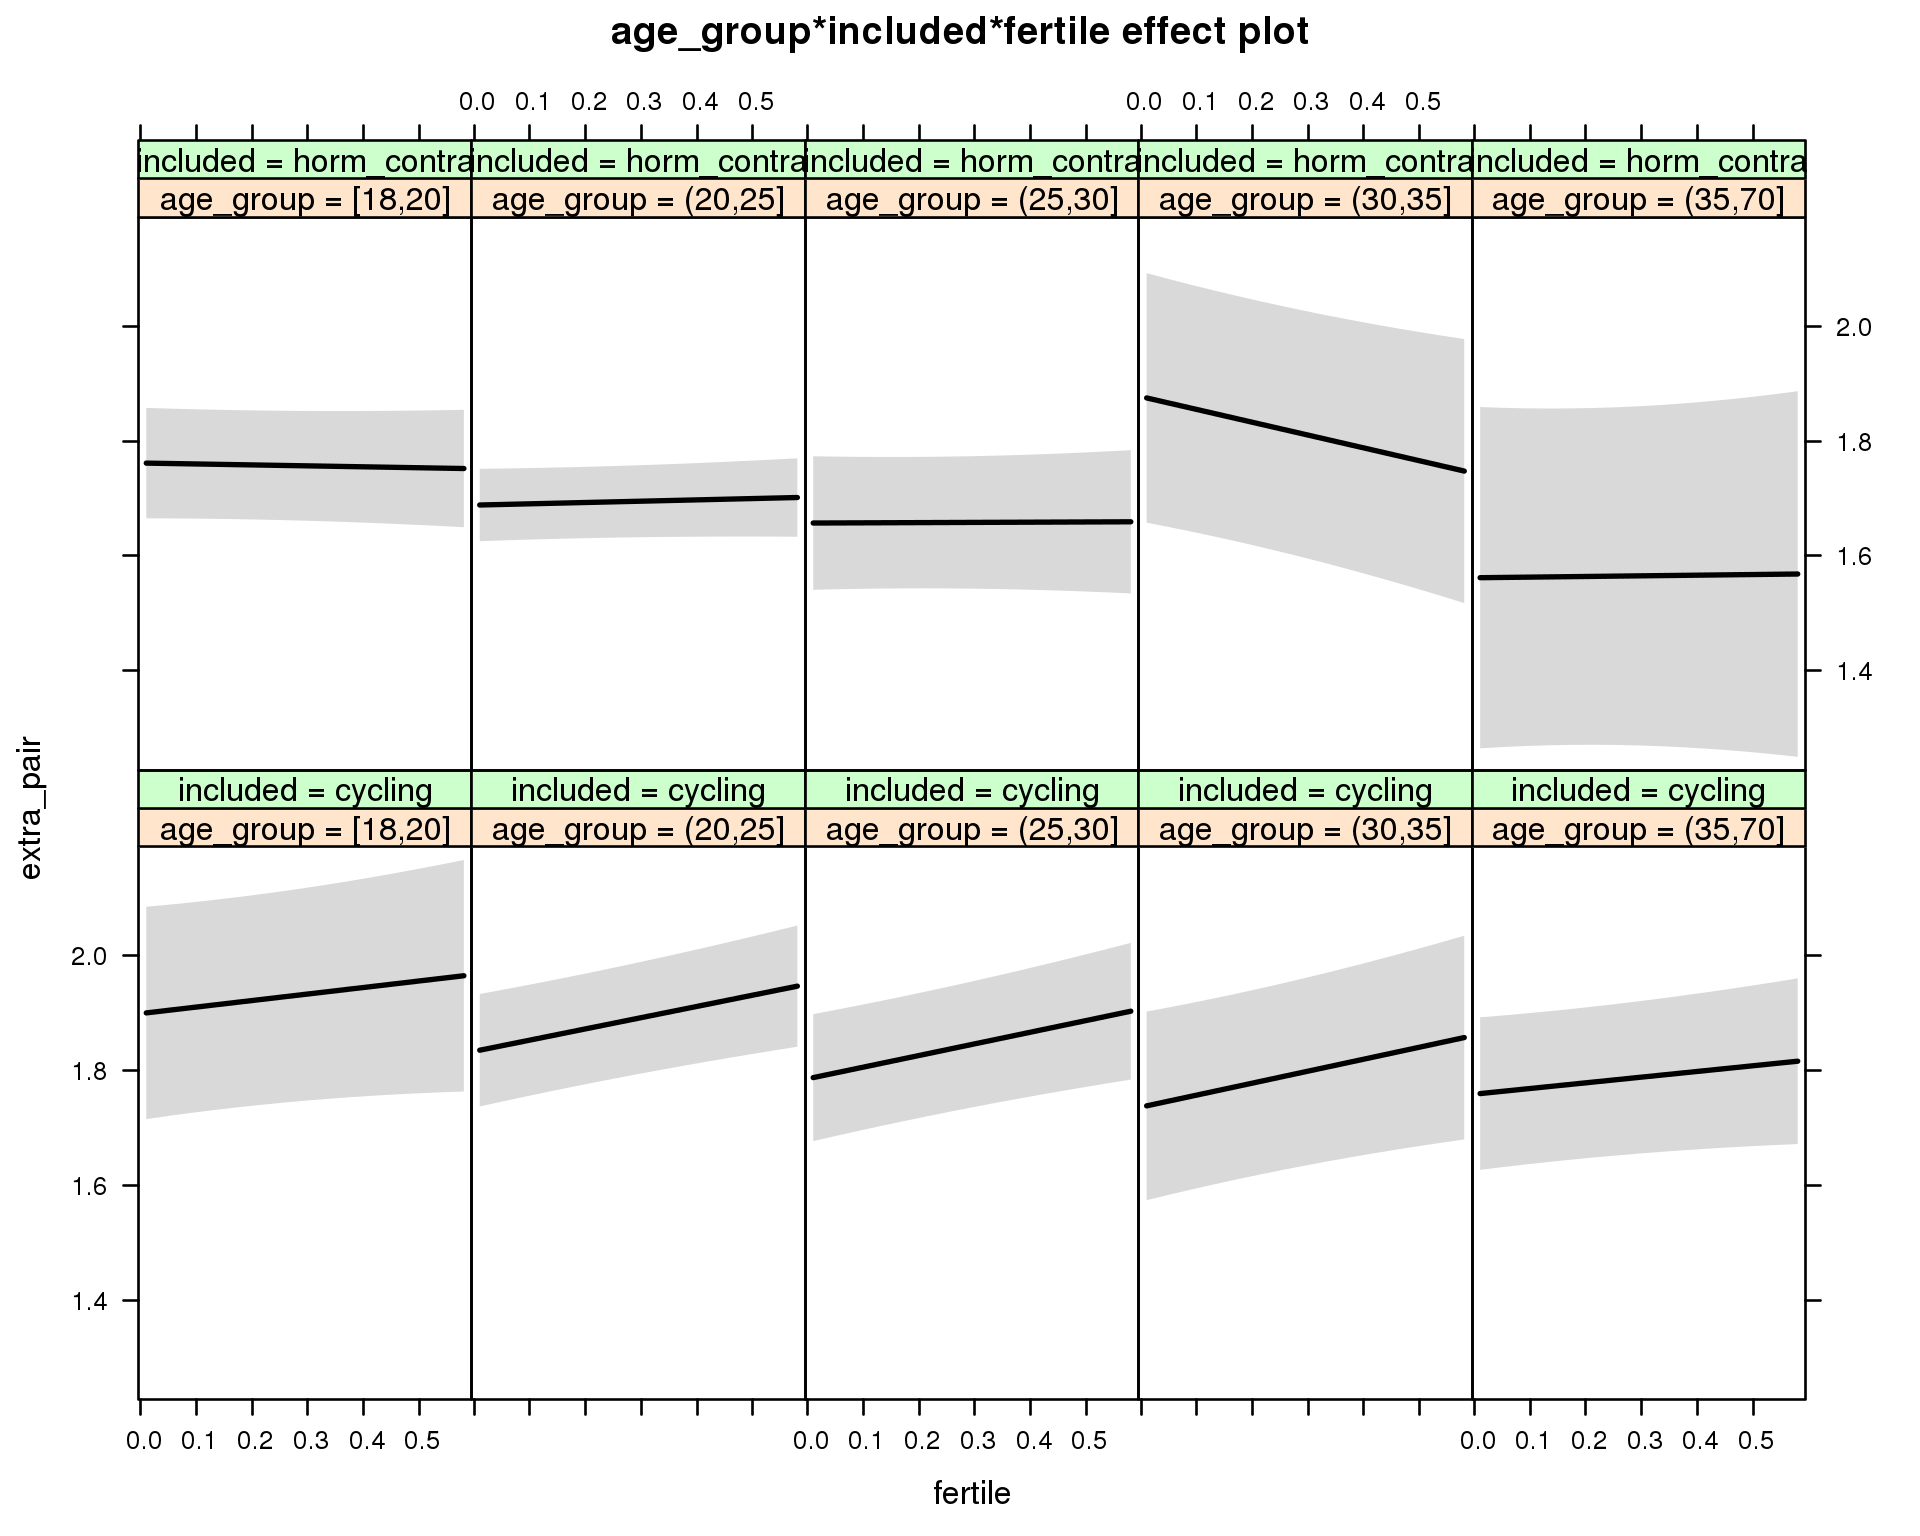 age_group*included*fertile effect plot
0.0 0.1 0.2 0.3 0.4 0.5 0.0 0.1 0.2 0.3 0.4 0.5
included = horm_contra included = horm_contra included = horm_contra included = horm_contra included = horm_contra
age_group = [18,20] age_group = (20,25] age_group = (25,30] age_group = (30,35] age_group = (35,70]
2.0
1.8
1.6
1.4
extra_pair
included = cycling included = cycling included = cycling included = cycling included = cycling
age_group = [18,20] age_group = (20,25] age_group = (25,30] age_group = (30,35] age_group = (35,70]
2.0
1.8
1.6
1.4
0.0 0.1 0.2 0.3 0.4 0.5 0.0 0.1 0.2 0.3 0.4 0.5 0.0 0.1 0.2 0.3 0.4 0.5
fertile